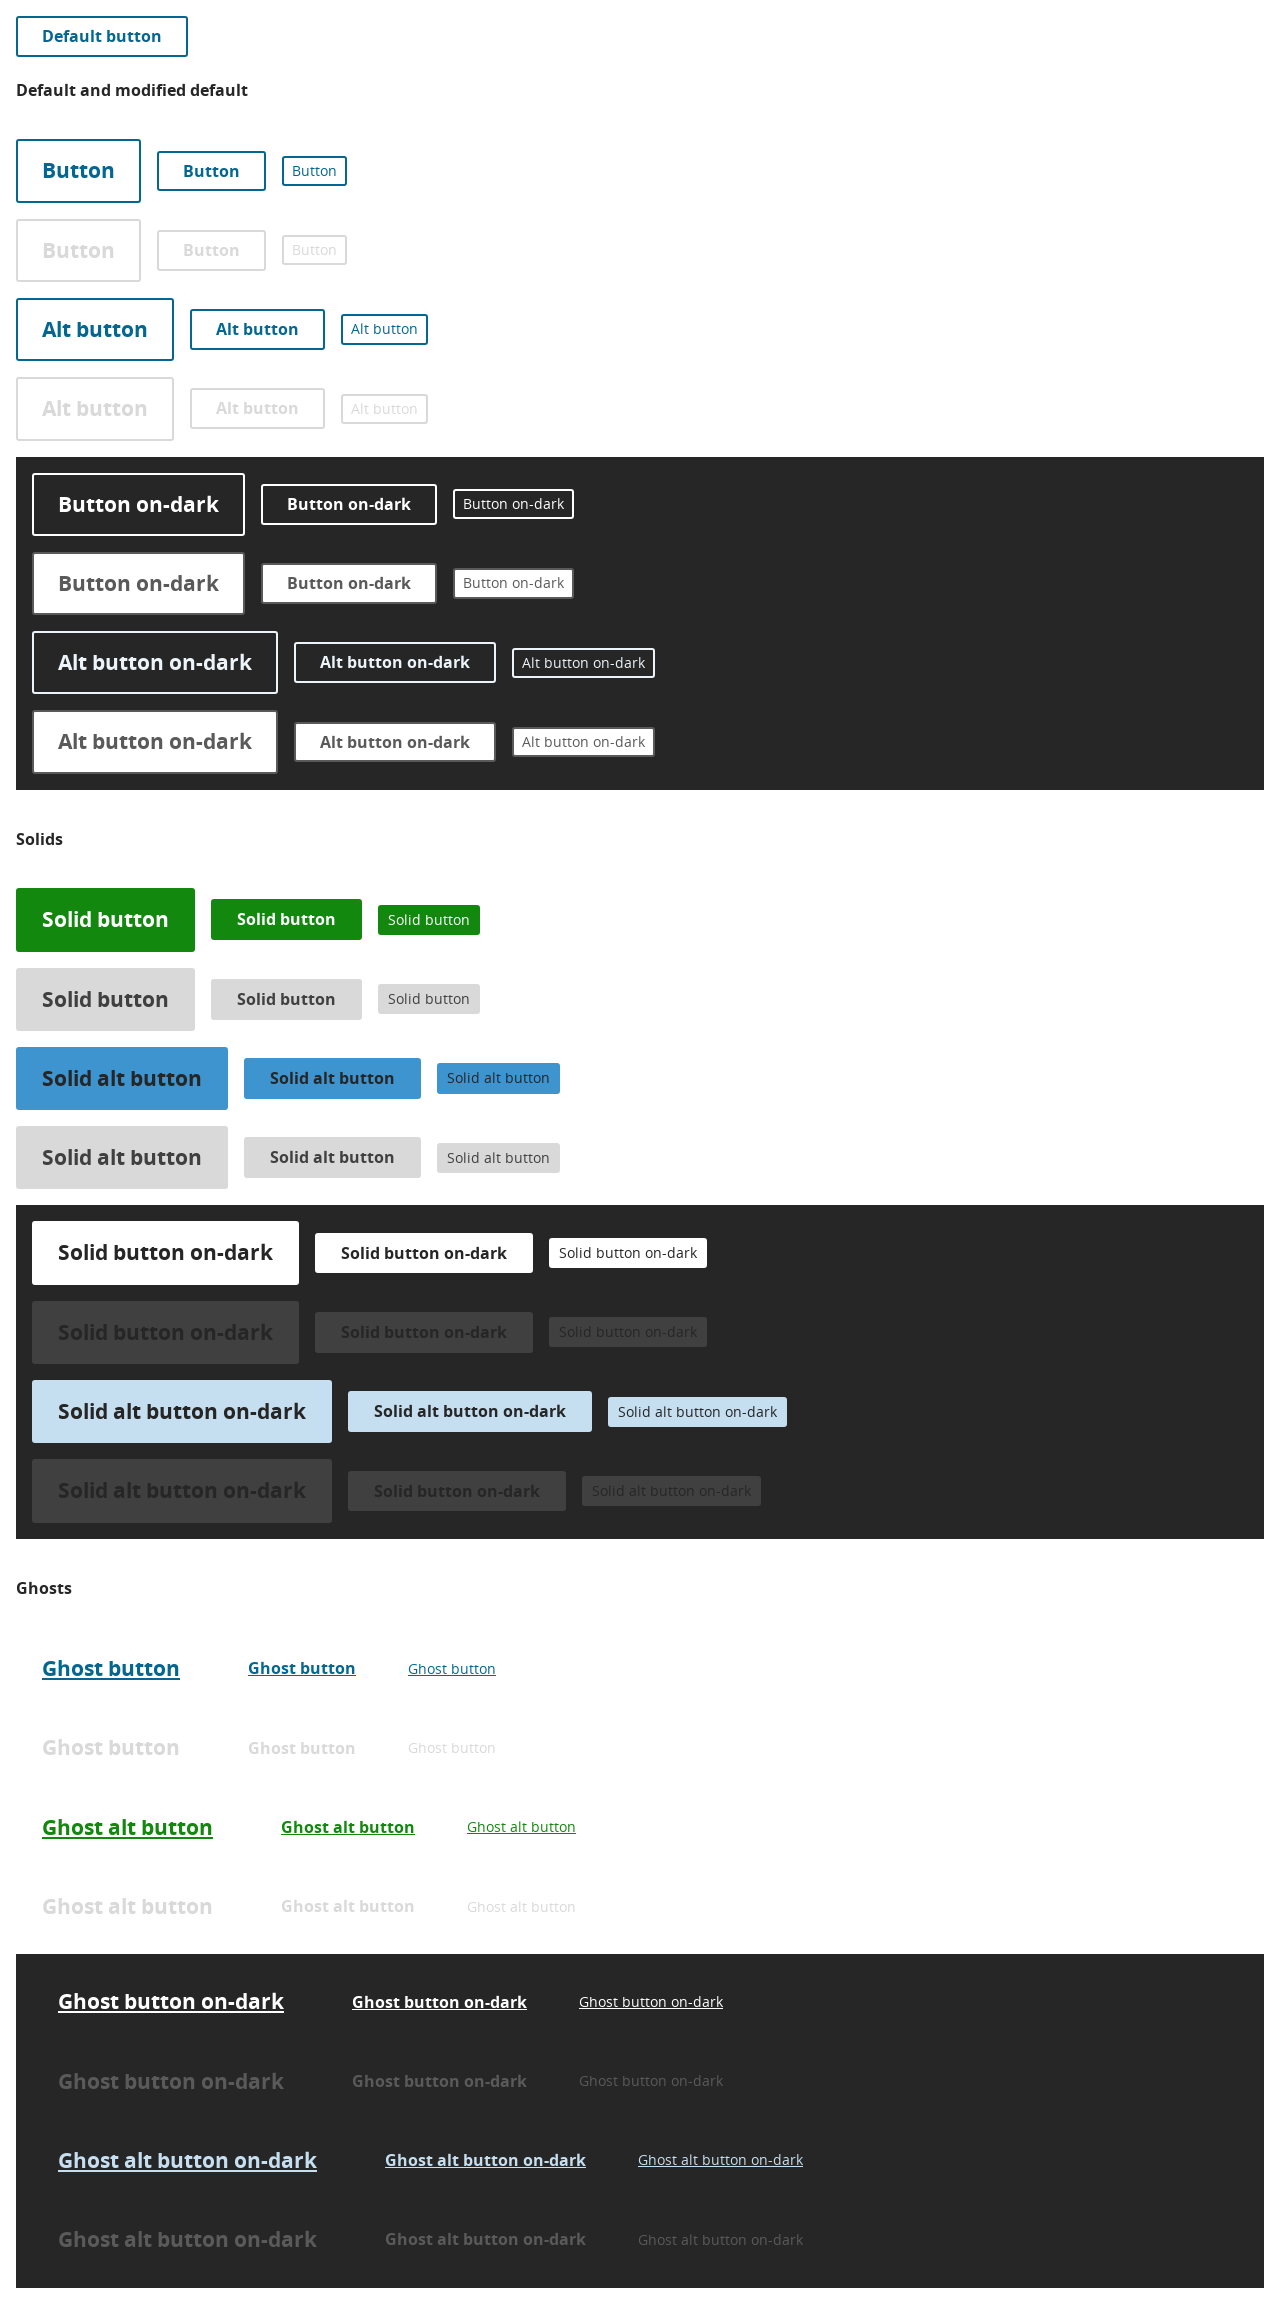 Default button
Default and modified default
Button Button Button
Button Button Button
Alt button Alt button Alt button
Alt button Alt button Alt button
Button on-dark Button on-dark Button on-dark
Button on-dark Button on-dark Button on-dark
Alt button on-dark Alt button on-dark Alt button on-dark
Alt button on-dark Alt button on-dark Alt button on-dark
Solids
Solid button Solid button Solid button
Solid button Solid button Solid button
Solid alt button Solid alt button Solid alt button
Solid alt button Solid alt button Solid alt button
Solid button on-dark Solid button on-dark Solid button on-dark
Solid button on-dark Solid button on-dark Solid button on-dark
Solid alt button on-dark Solid alt button on-dark Solid alt button on-dark
Solid alt button on-dark Solid button on-dark Solid alt button on-dark
Ghosts
Ghost button Ghost button Ghost button
Ghost button Ghost button Ghost button
Ghost alt button Ghost alt button Ghost alt button
Ghost alt button Ghost alt button Ghost alt button
Ghost button on-dark Ghost button on-dark Ghost button on-dark
Ghost button on-dark Ghost button on-dark Ghost button on-dark
Ghost alt button on-dark Ghost alt button on-dark Ghost alt button on-dark
Ghost alt button on-dark Ghost alt button on-dark Ghost alt button on-dark